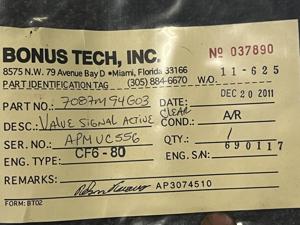 BONUS TECH, INC. Nº 037890
8575 N.W. 79 Avenue Bay D • Miami, Florida 33166
PART IDENTIFICATION TAG (305) 884-6670 W/O. 11-625
PART NO.: 7087M94G03 DATE: DEC 20 2011
DESC.: VALVE SIGNAL ACTIVE CLEAR COND.: A/R
SER. NO.: APMUC556 QTY.: 1
ENG. TYPE: CF6-80 ENG. S/N: 690117
REMARKS:
AP3074510
FORM: BT02